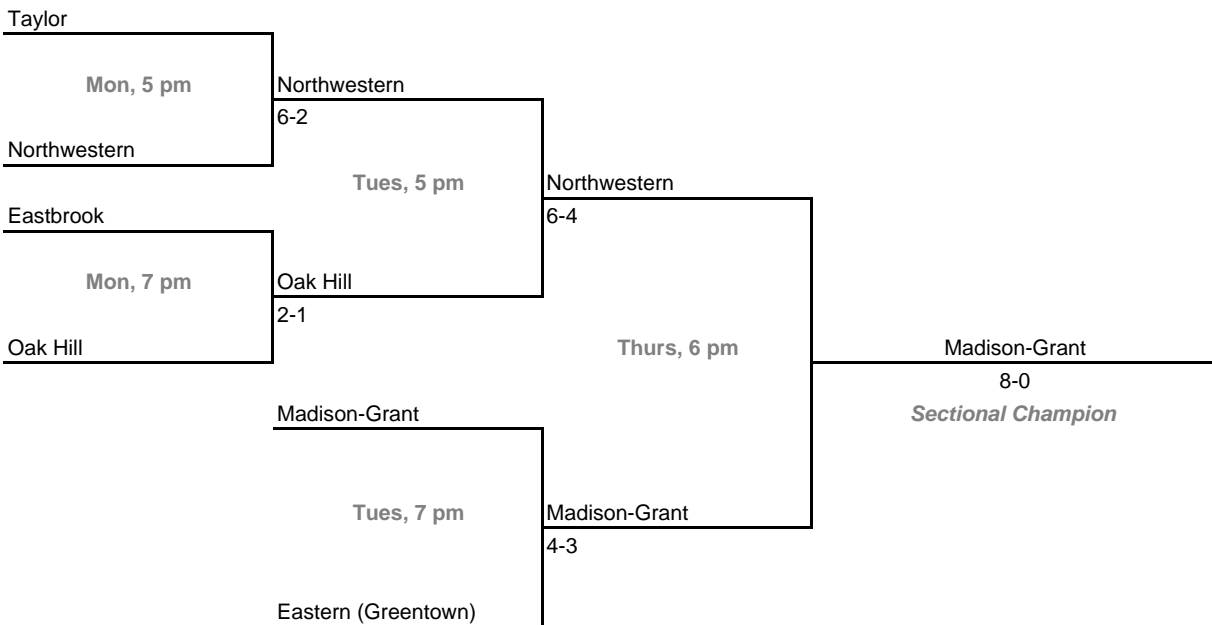 Taylor
Mon, 5 pm
Northwestern
6-2
Northwestern
Tues, 5 pm
Northwestern
6-4
Eastbrook
Mon, 7 pm
Oak Hill
2-1
Oak Hill
Thurs, 6 pm
Madison-Grant
8-0
Sectional Champion
Madison-Grant
Tues, 7 pm
Madison-Grant
4-3
Eastern (Greentown)